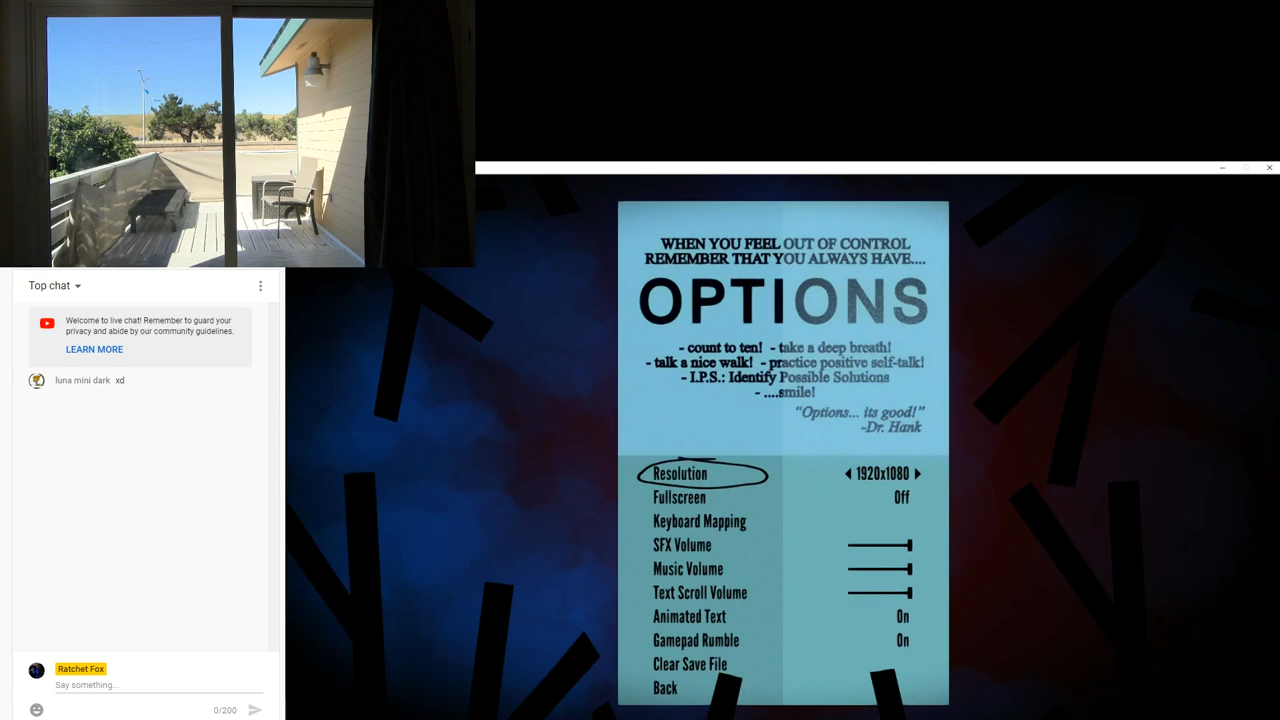 Top chat
Welcome to live chat! Remember to guard your
privacy and abide by our community guidelines.
LEARN MORE
luna mini dark xd
Ratchet Fox
Say something...
0/200
WHEN YOU FEEL OUT OF CONTROL
REMEMBER THAT YOU ALWAYS HAVE....
OPTIONS
- count to ten! - take a deep breath!
- talk a nice walk! - practice positive self-talk!
- I.P.S.: Identify Possible Solutions
- ....smile!
"Options... its good!"
-Dr. Hank
Resolution 1920x1080
Fullscreen Off
Keyboard Mapping
SFX Volume
Music Volume
Text Scroll Volume
Animated Text On
Gamepad Rumble On
Clear Save File
Back